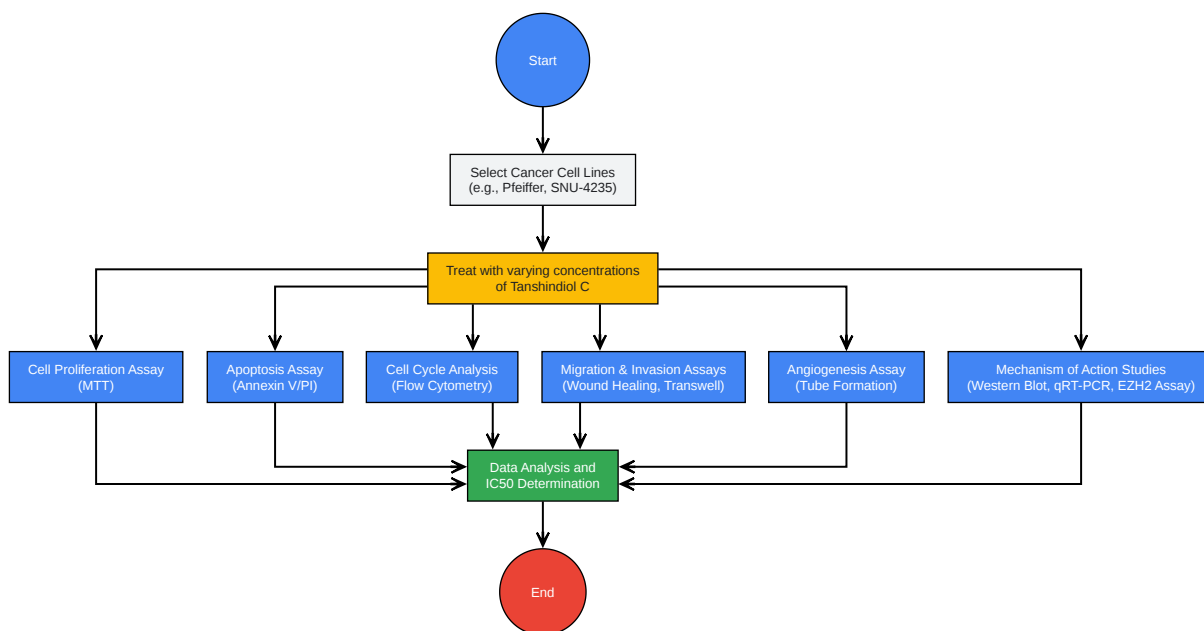 Start
Select Cancer Cell Lines
(e.g., Pfeiffer, SNU-4235)
Treat with varying concentrations
of Tanshindiol C
Cell Proliferation Assay
(MTT)
Apoptosis Assay
(Annexin V/PI)
Cell Cycle Analysis
(Flow Cytometry)
Migration & Invasion Assays
(Wound Healing, Transwell)
Angiogenesis Assay
(Tube Formation)
Mechanism of Action Studies
(Western Blot, qRT-PCR, EZH2 Assay)
Data Analysis and
IC50 Determination
End